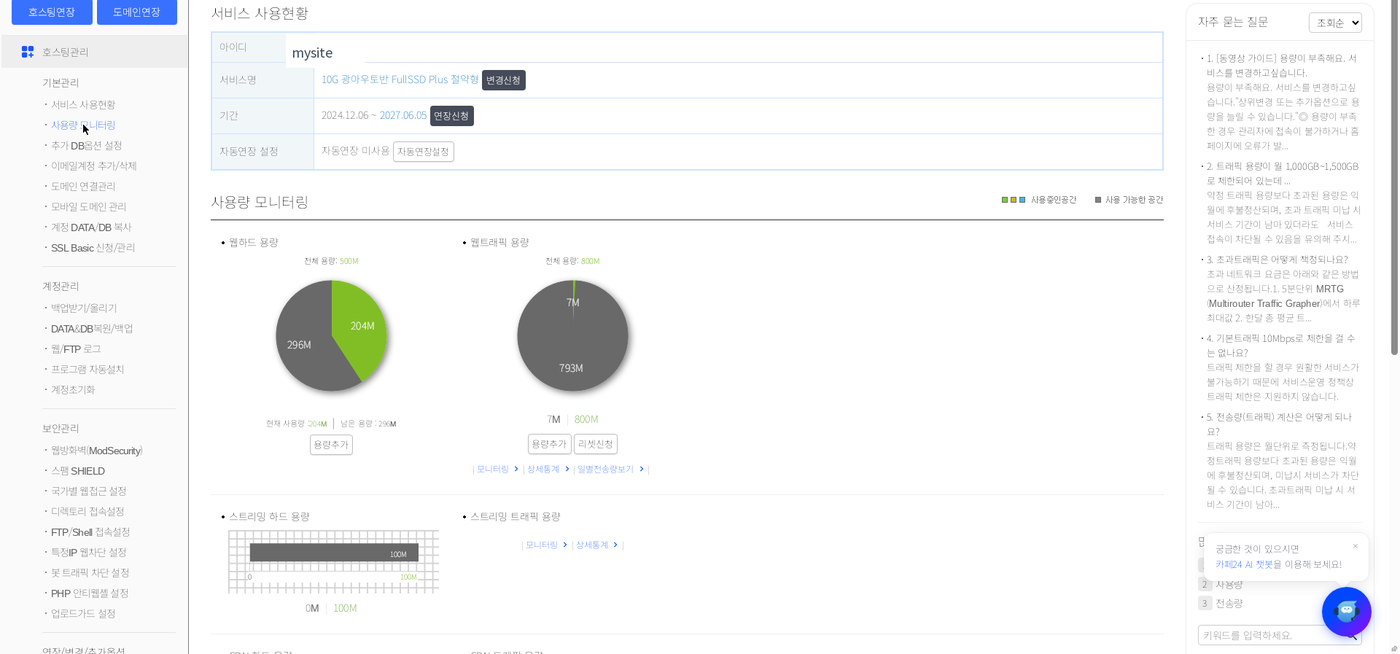 호스팅연장
도메인연장
호스팅관리
기본관리
· 서비스 사용현황
· 사용량 모니터링
· 추가 DB옵션 설정
· 이메일계정 추가/삭제
· 도메인 연결관리
· 모바일 도메인 관리
· 계정 DATA/DB 복사
· SSL Basic 신청/관리
계정관리
· 백업받기/올리기
· DATA&DB복원/백업
· 웹/FTP 로그
· 프로그램 자동설치
· 계정초기화
보안관리
· 웹방화벽(ModSecurity)
· 스팸 SHIELD
· 국가별 웹접근 설정
· 디렉토리 접속설정
· FTP/Shell 접속설정
· 특정IP 웹차단 설정
· 봇 트래픽 차단 설정
· PHP 안티웹쉘 설정
· 업로드가드 설정
연장/변경/추가옵션
서비스 사용현황
아이디 mysite
서비스명 10G 광아우토반 FullSSD Plus 절약형 변경신청
기간 2024.12.06 ~ 2027.06.05 연장신청
자동연장 설정 자동연장 미사용 자동연장설정
사용량 모니터링
사용중인공간 사용 가능한 공간
• 웹하드 용량
전체 용량: 500M
204M
296M
현재 사용량 :204M | 남은 용량 : 296M
용량추가
• 웹트래픽 용량
전체 용량: 800M
7M
793M
7M | 800M
용량추가 리셋신청
| 모니터링 > | 상세통계 > | 일별전송량보기 > |
• 스트리밍 하드 용량
100M
0 100M
0M | 100M
• 스트리밍 트래픽 용량
| 모니터링 > | 상세통계 > |
자주 묻는 질문
조회순
· 1. [동영상 가이드] 용량이 부족해요. 서
비스를 변경하고싶습니다.
용량이 부족해요. 서비스를 변경하고싶
습니다."상위변경 또는 추가옵션으로 용
량을 늘릴 수 있습니다."◎ 용량이 부족
한 경우 관리자에 접속이 불가하거나 홈
페이지에 오류가 발...
· 2. 트래픽 용량이 월 1,000GB~1,500GB
로 제한되어 있는데 ...
약정 트래픽 용량보다 초과된 용량은 익
월에 후불정산되며, 초과 트래픽 미납 시
서비스 기간이 남아 있더라도 서비스
접속이 차단될 수 있음을 유의해 주시...
· 3. 초과트래픽은 어떻게 책정되나요?
초과 네트워크 요금은 아래와 같은 방법
으로 산정됩니다.1. 5분단위 MRTG
(Multirouter Traffic Grapher)에서 하루
최대값 2. 한달 총 평균 트...
· 4. 기본트래픽 10Mbps로 제한을 걸 수
는 없나요?
트래픽 제한을 할 경우 원활한 서비스가
불가능하기 때문에 서비스운영 정책상
트래픽 제한은 지원하지 않습니다.
· 5. 전송량(트래픽) 계산은 어떻게 되나
요?
트래픽 용량은 월단위로 측정됩니다.약
정트래픽 용량보다 초과된 용량은 익월
에 후불정산되며, 미납시 서비스가 차단
될 수 있습니다. 초과트래픽 미납 시 서
비스 기간이 남아...
궁금한 것이 있으시면
카페24 AI 챗봇을 이용해 보세요!
×
2 사용량
3 전송량
키워드를 입력하세요.